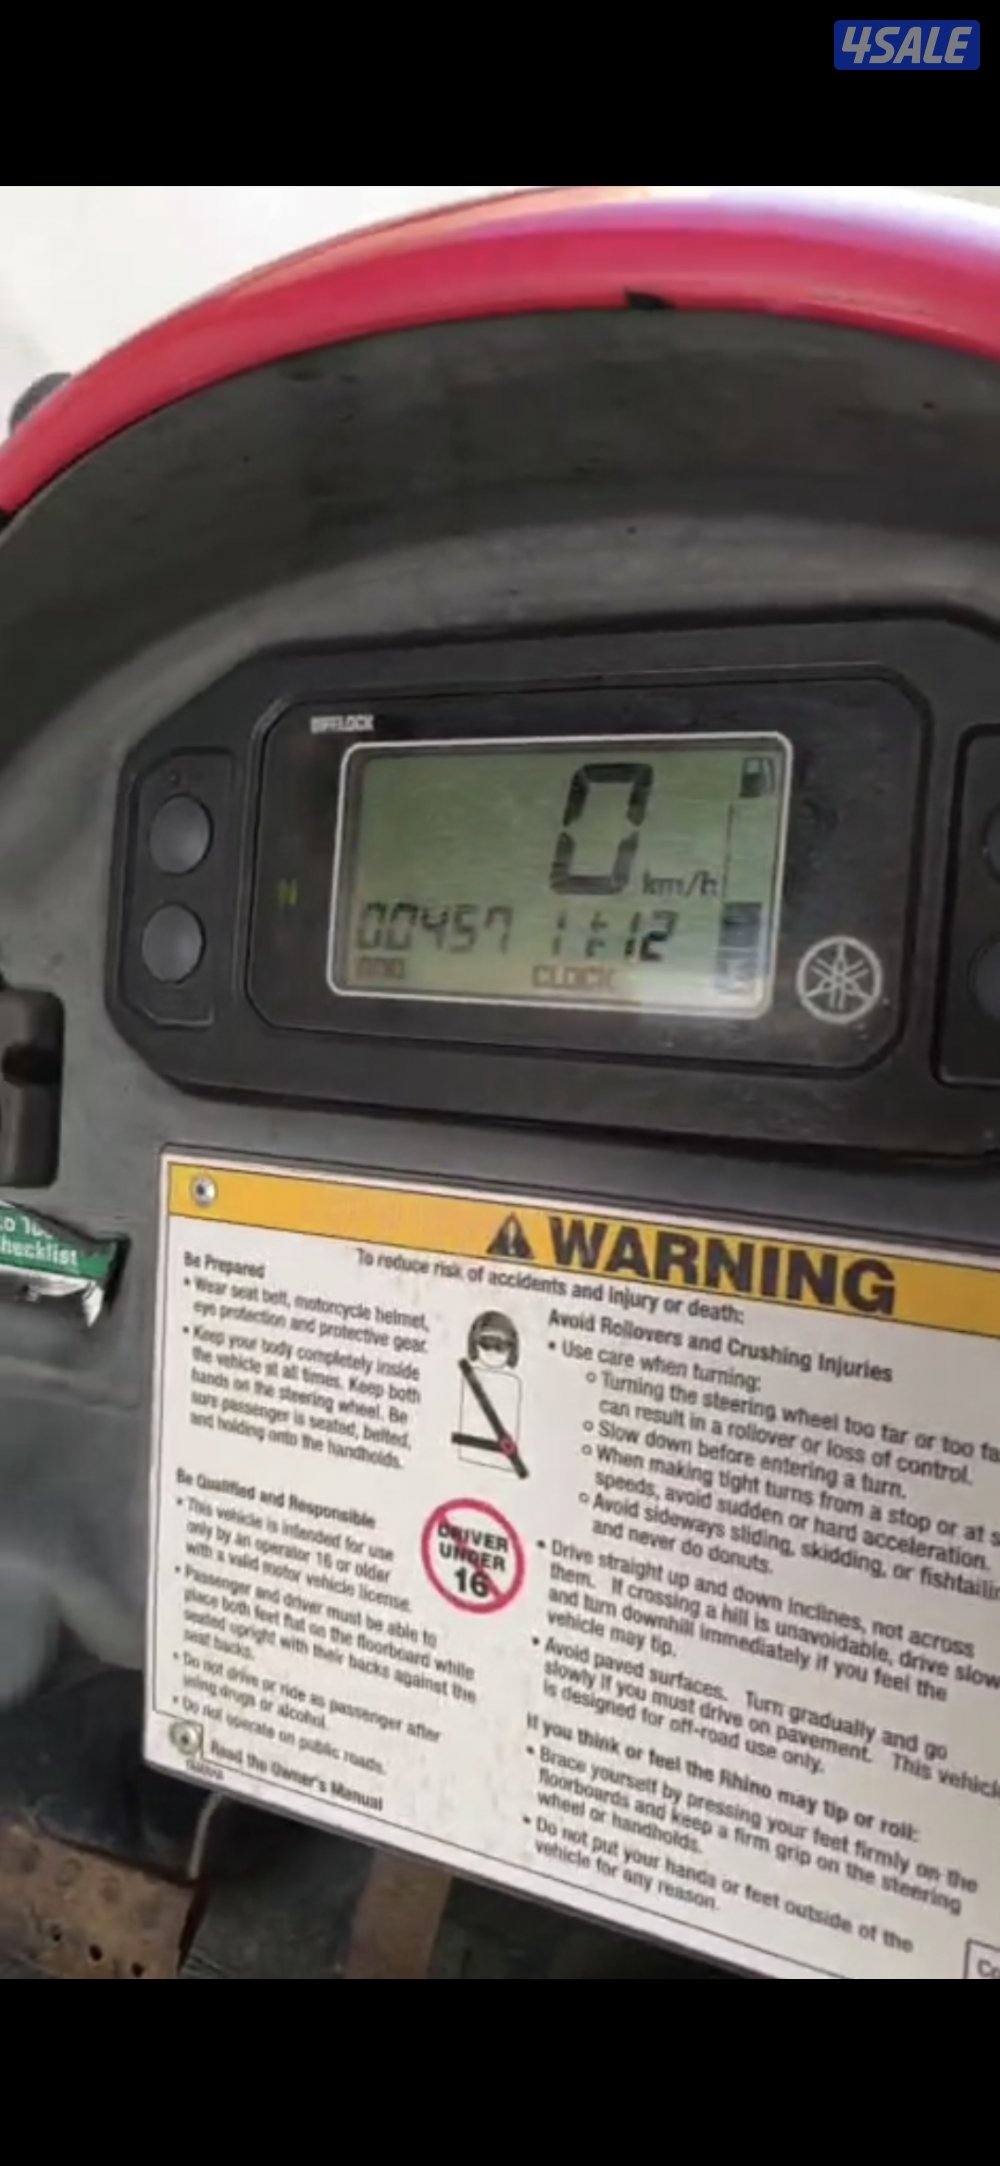 4SALE
DIFFLOCK
0
km/h
N
00457 11:12
ODO
CLOCK
hecklist
WARNING
To reduce risk of accidents and injury or death:
Be Prepared
• Wear seat belt, motorcycle helmet,
eye protection and protective gear.
• Keep your body completely inside
the vehicle at all times. Keep both
hands on the steering wheel. Be
sure passenger is seated, belted,
and holding onto the handholds.
Be Qualified and Responsible
• This vehicle is intended for use
only by an operator 16 or older
with a valid motor vehicle license.
• Passenger and driver must be able to
place both feet flat on the floorboard while
seated upright with their backs against the
seat backs.
• Do not drive or ride as passenger after
using drugs or alcohol.
• Do not operate on public roads.
Read the Owner's Manual
DRIVER
UNDER
16
Avoid Rollovers and Crushing Injuries
• Use care when turning:
o Turning the steering wheel too far or too fa
can result in a rollover or loss of control.
o Slow down before entering a turn.
o When making tight turns from a stop or at s
speeds, avoid sudden or hard acceleration.
o Avoid sideways sliding, skidding, or fishtailin
and never do donuts.
• Drive straight up and down inclines, not across
them. If crossing a hill is unavoidable, drive slow
and turn downhill immediately if you feel the
vehicle may tip.
• Avoid paved surfaces. Turn gradually and go
slowly if you must drive on pavement. This vehicl
is designed for off-road use only.
If you think or feel the Rhino may tip or roll:
• Brace yourself by pressing your feet firmly on the
floorboards and keep a firm grip on the steering
wheel or handholds.
• Do not put your hands or feet outside of the
vehicle for any reason.
Co